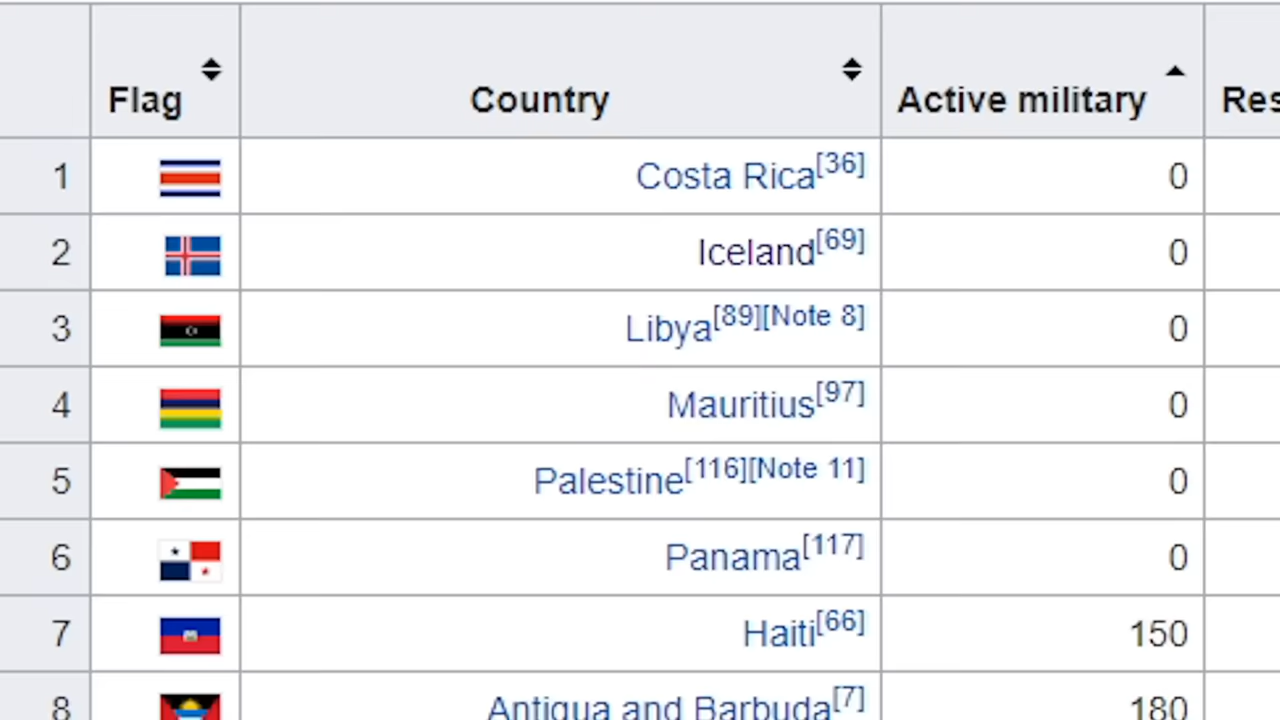 Flag Country Active military Res
1 Costa Rica[36] 0
2 Iceland[69] 0
3 Libya[89][Note 8] 0
4 Mauritius[97] 0
5 Palestine[116][Note 11] 0
6 Panama[117] 0
7 Haiti[66] 150
8 Antigua and Barbuda[7] 180